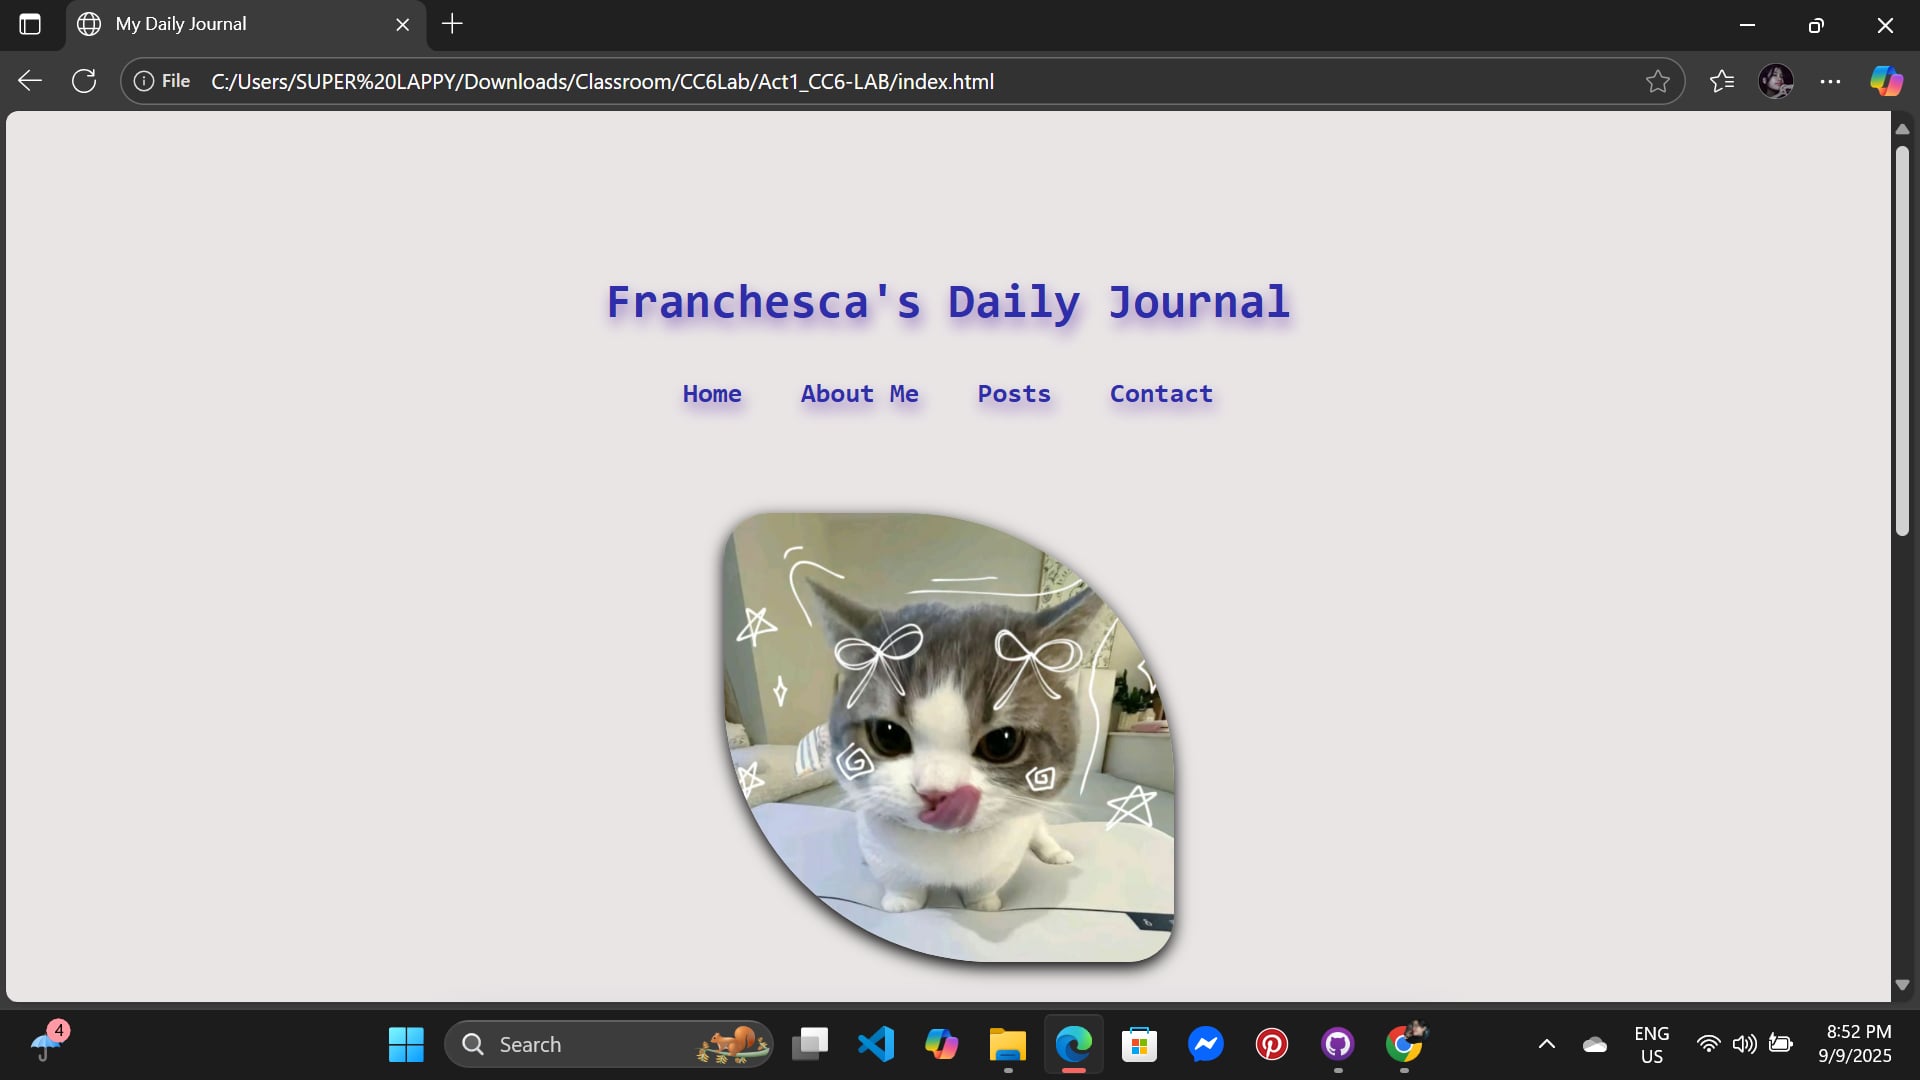 My Daily Journal
File C:/Users/SUPER%20LAPPY/Downloads/Classroom/CC6Lab/Act1_CC6-LAB/index.html
Franchesca's Daily Journal
Home About Me Posts Contact
4
Search
ENG
US
8:52 PM
9/9/2025